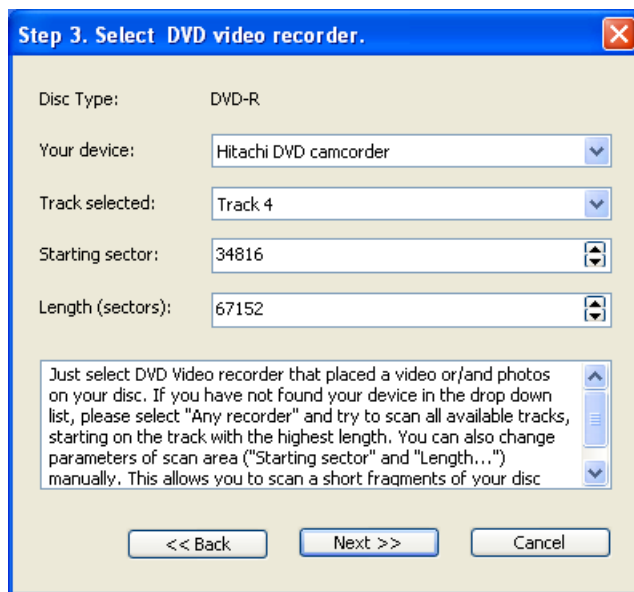 Step 3. Select DVD video recorder.
Disc Type: DVD-R
Your device: Hitachi DVD camcorder
Track selected: Track 4
Starting sector: 34816
Length (sectors): 67152
Just select DVD Video recorder that placed a video or/and photos
on your disc. If you have not found your device in the drop down
list, please select "Any recorder" and try to scan all available tracks,
starting on the track with the highest length. You can also change
parameters of scan area ("Starting sector" and "Length...")
manually. This allows you to scan a short fragments of your disc
<< Back Next >> Cancel